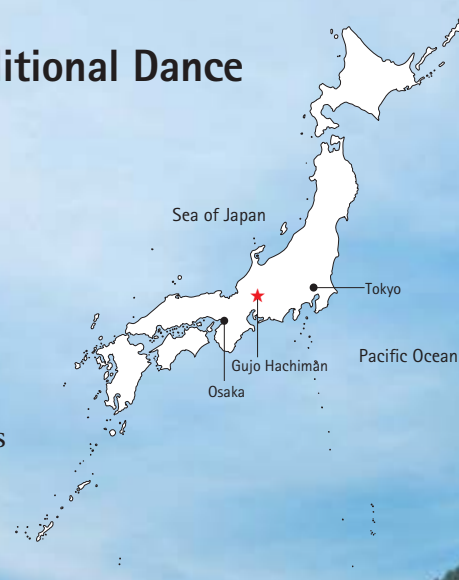 itional Dance
Sea of Japan
Tokyo
Pacific Ocean
Gujo Hachiman
Osaka
s